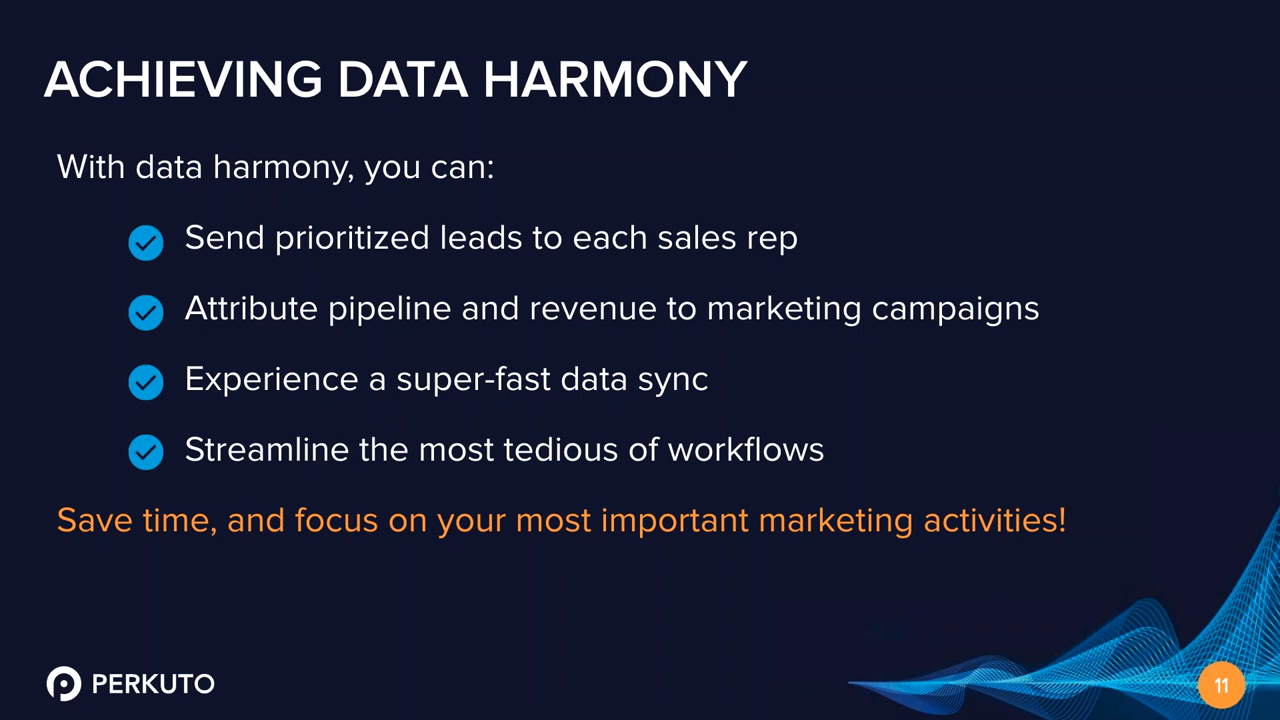 ACHIEVING DATA HARMONY
With data harmony, you can:
Send prioritized leads to each sales rep
Attribute pipeline and revenue to marketing campaigns
Experience a super-fast data sync
Streamline the most tedious of workflows
Save time, and focus on your most important marketing activities!
PERKUTO
11